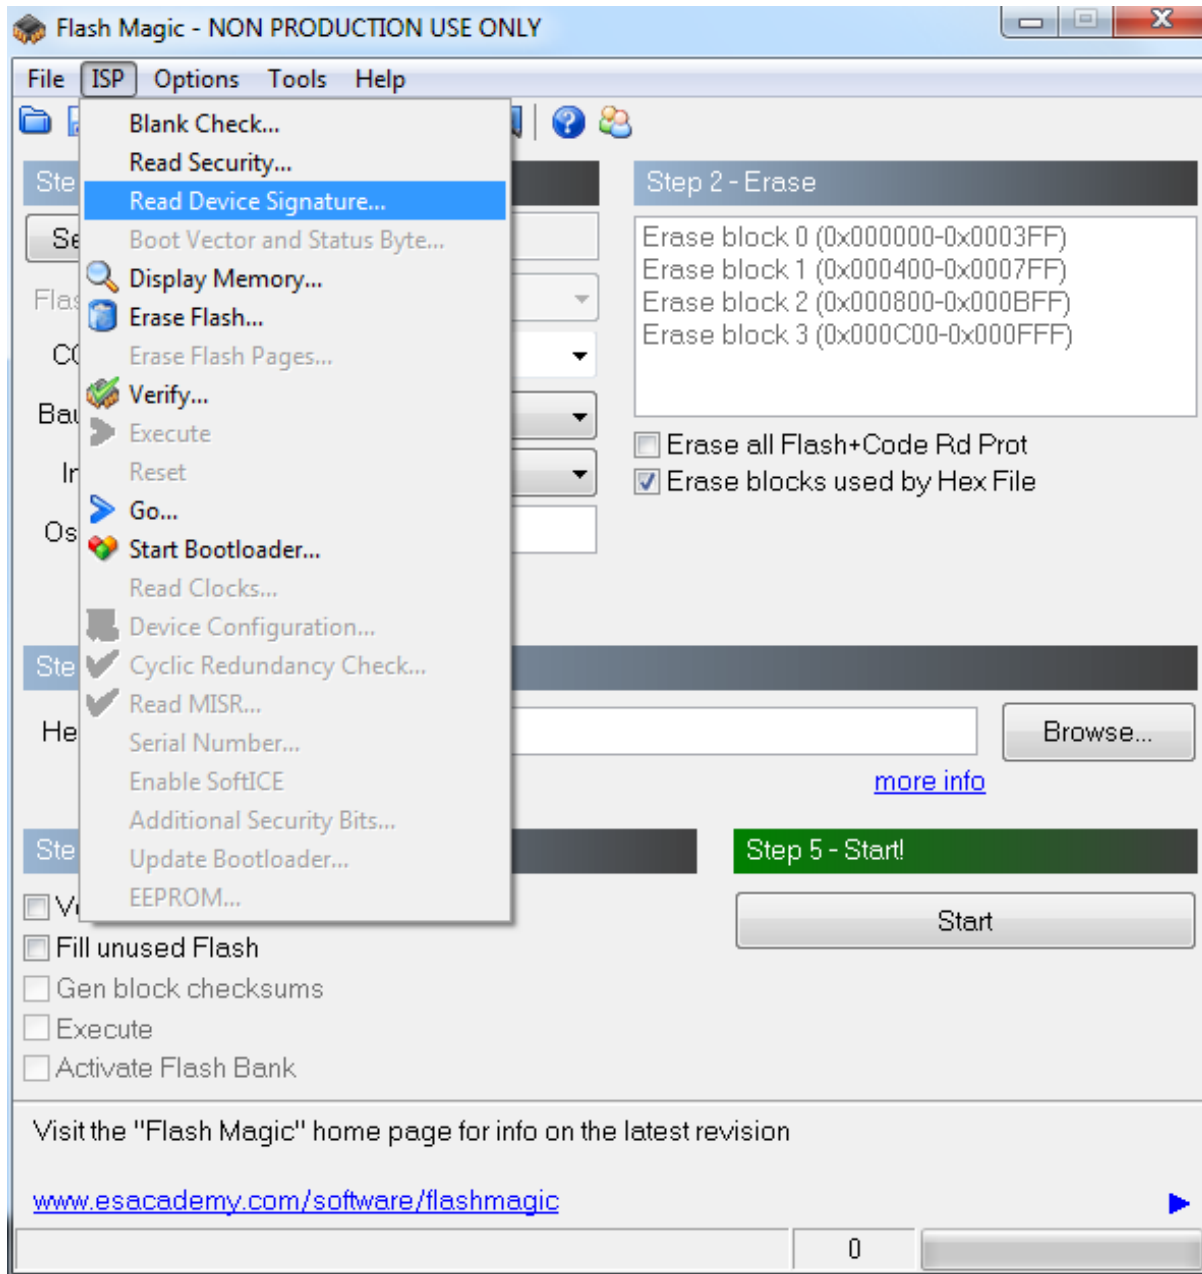 Flash Magic - NON PRODUCTION USE ONLY
File ISP Options Tools Help
Blank Check...
Read Security...
Read Device Signature...
Boot Vector and Status Byte...
Display Memory...
Erase Flash...
Erase Flash Pages...
Verify...
Execute
Reset
Go...
Start Bootloader...
Read Clocks...
Device Configuration...
Cyclic Redundancy Check...
Read MISR...
Serial Number...
Enable SoftICE
Additional Security Bits...
Update Bootloader...
EEPROM...
Step 2 - Erase
Erase block 0 (0x000000-0x0003FF)
Erase block 1 (0x000400-0x0007FF)
Erase block 2 (0x000800-0x000BFF)
Erase block 3 (0x000C00-0x000FFF)
Erase all Flash+Code Rd Prot
Erase blocks used by Hex File
Browse...
more info
Fill unused Flash
Gen block checksums
Execute
Activate Flash Bank
Step 5 - Start!
Start
Visit the "Flash Magic" home page for info on the latest revision
www.esacademy.com/software/flashmagic
0